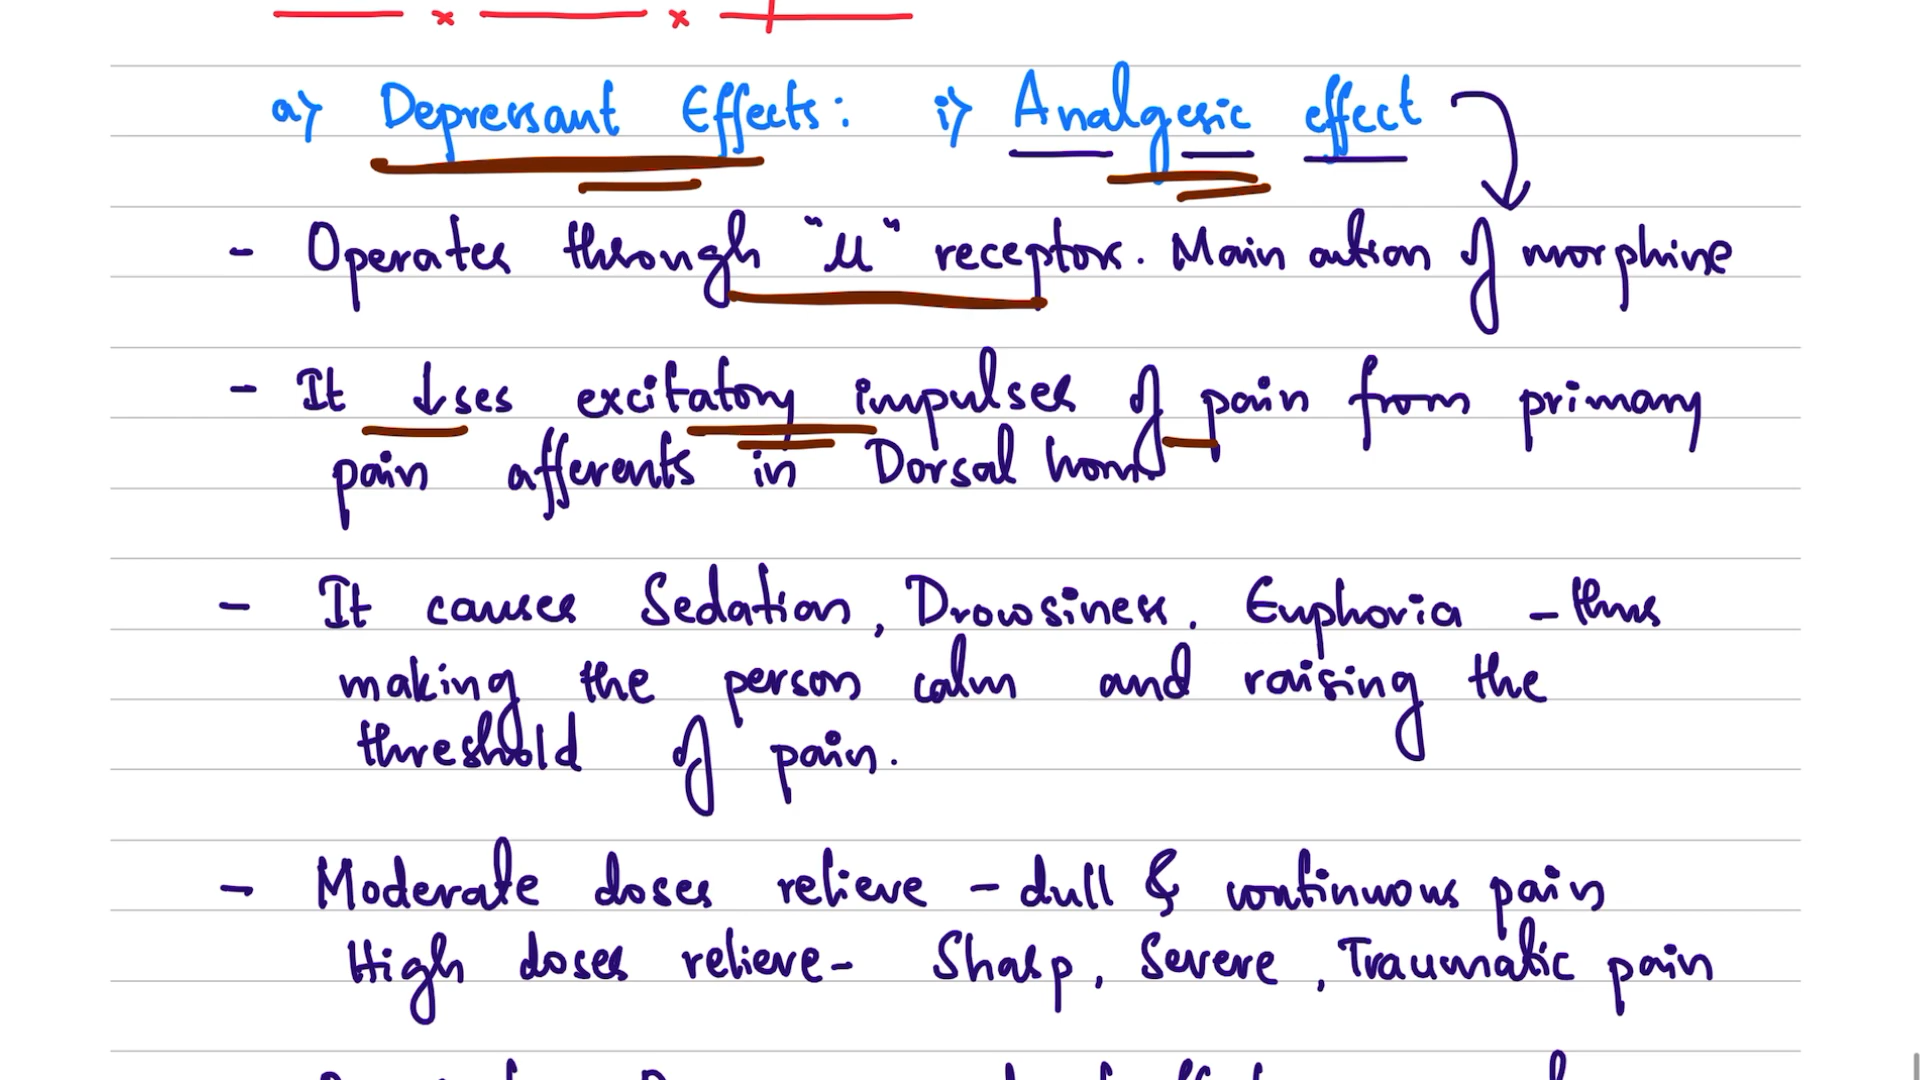 a) Depressant Effects: i) Analgesic effect
- Operates through "μ" receptors. Main action of morphine
- It ↓ses excitatory impulses of pain from primary
pain afferents in Dorsal horn
- It causes Sedation, Drowsiness, Euphoria - thus
making the person calm and raising the
threshold of pain.
- Moderate doses relieve - dull & continuous pain
High doses relieve - Sharp, Severe, Traumatic pain